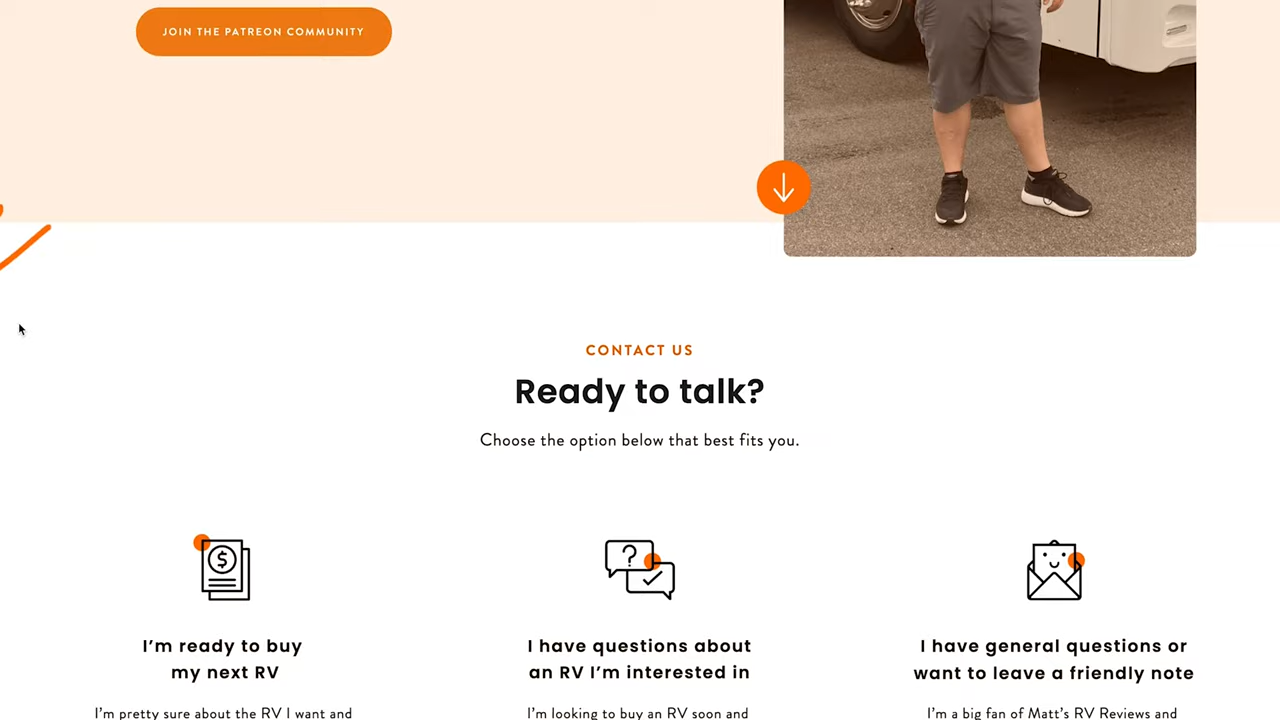 JOIN THE PATREON COMMUNITY
CONTACT US
Ready to talk?
Choose the option below that best fits you.
$
?
I’m ready to buy
my next RV
I have questions about
an RV I’m interested in
I have general questions or
want to leave a friendly note
I’m pretty sure about the RV I want and
I’m looking to buy an RV soon and
I’m a big fan of Matt’s RV Reviews and